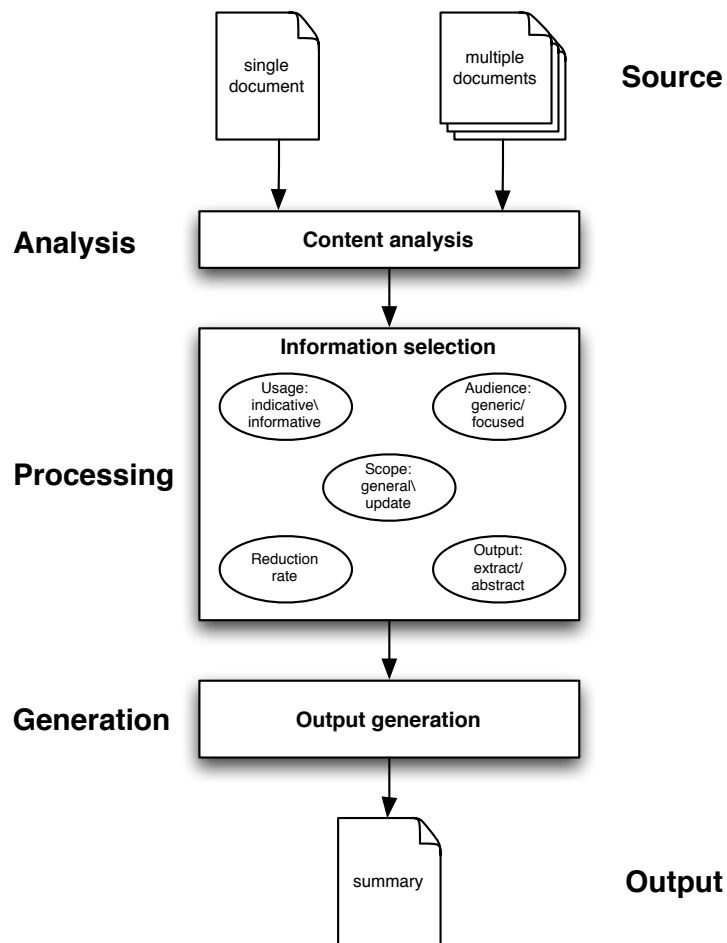 single
document
multiple
documents
Source
Analysis
Content analysis
Information selection
Usage:
indicative\
informative
Audience:
generic/
focused
Processing
Scope:
general\
update
Reduction
rate
Output:
extract/
abstract
Generation
Output generation
summary
Output